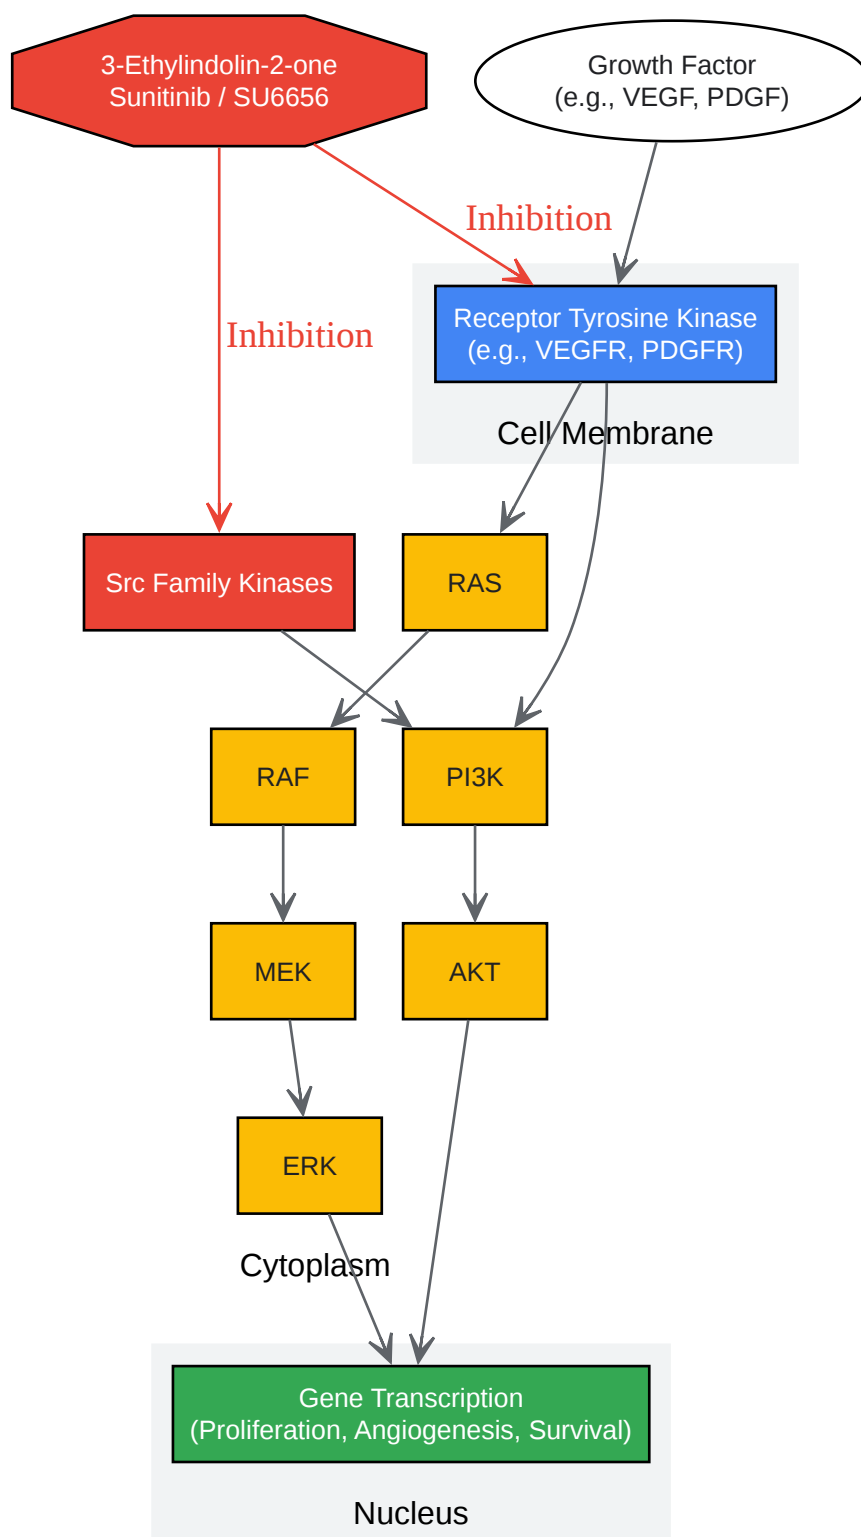 3-Ethylindolin-2-one
Sunitinib / SU6656
Growth Factor
(e.g., VEGF, PDGF)
Inhibition
Receptor Tyrosine Kinase
(e.g., VEGFR, PDGFR)
Inhibition
Cell Membrane
Src Family Kinases
RAS
RAF
PI3K
MEK
AKT
ERK
Cytoplasm
Gene Transcription
(Proliferation, Angiogenesis, Survival)
Nucleus